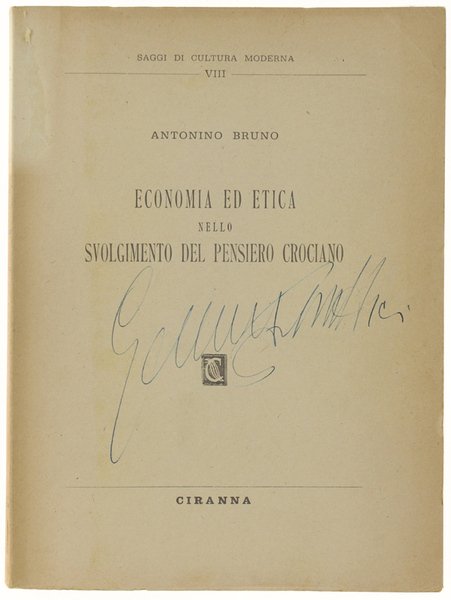 SAGGI DI CULTURA MODERNA
VIII
ANTONINO BRUNO
ECONOMIA ED ETICA
NELLO
SVOLGIMENTO DEL PENSIERO CROCIANO
CIRANNA